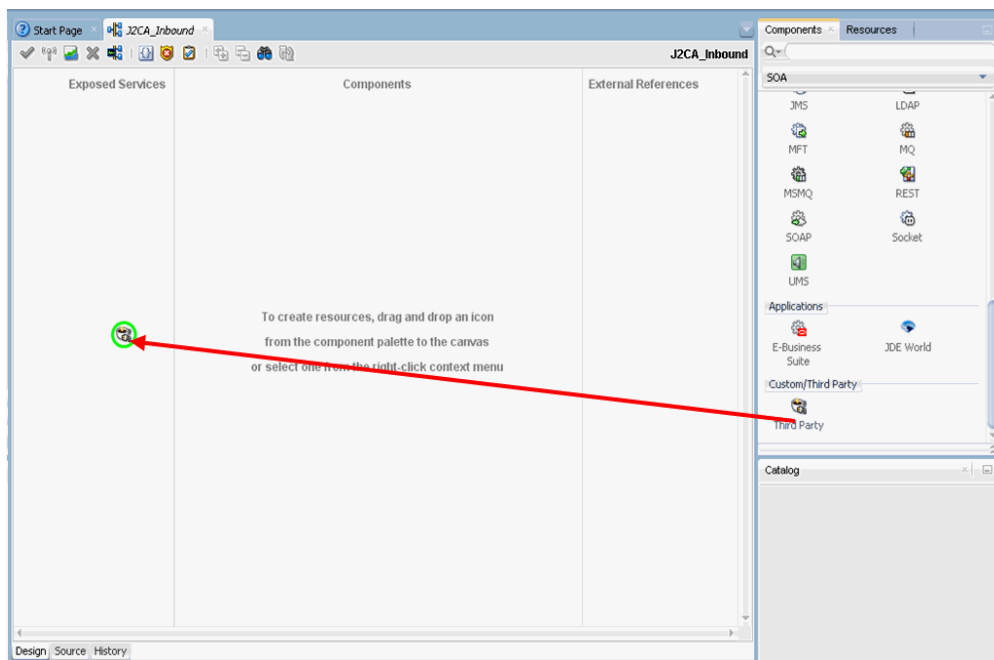 Start Page
J2CA_Inbound
J2CA_Inbound
Exposed Services
Components
External References
To create resources, drag and drop an icon
from the component palette to the canvas
or select one from the right-click context menu
Design
Source
History
Components
Resources
SOA
JMS
LDAP
MFT
MQ
MSMQ
REST
SOAP
Socket
UMS
Applications
E-Business
Suite
JDE World
Custom/Third Party
Third Party
Catalog